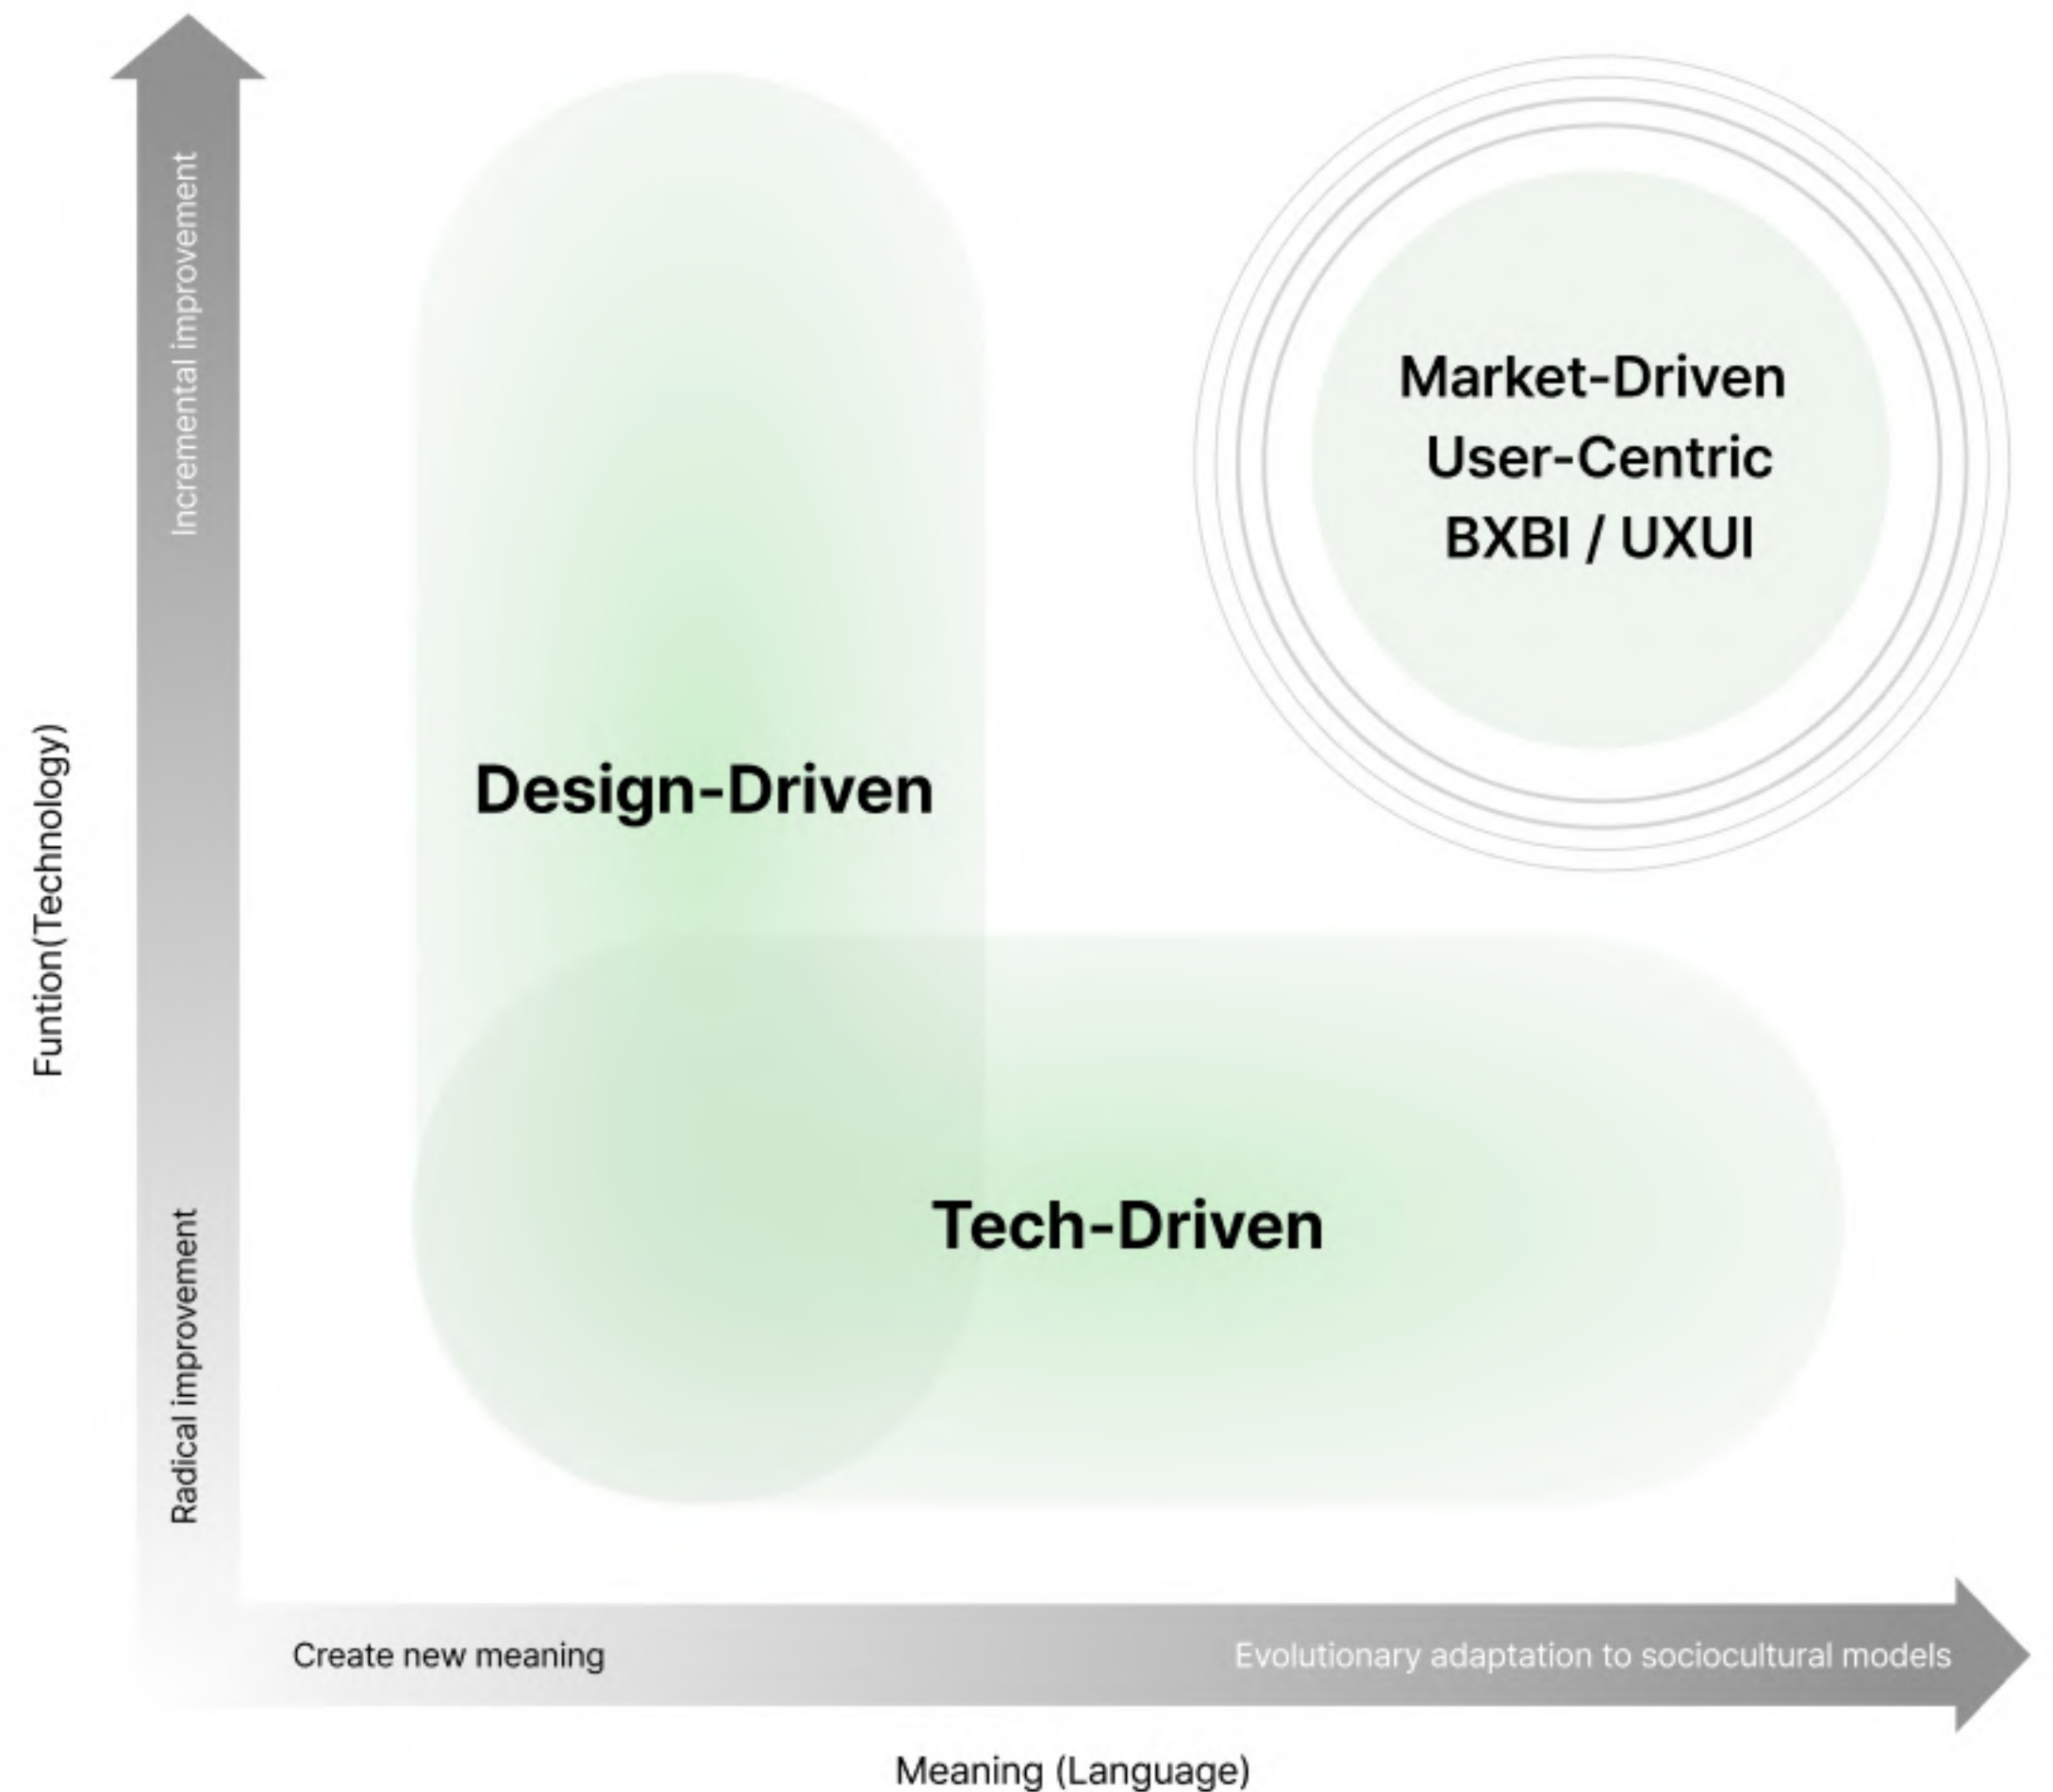 Incremental improvement
Market-Driven
User-Centric
BXBI / UXUI
Funtion(Technology)
Design-Driven
Tech-Driven
Radical improvement
Create new meaning
Evolutionary adaptation to sociocultural models
Meaning (Language)